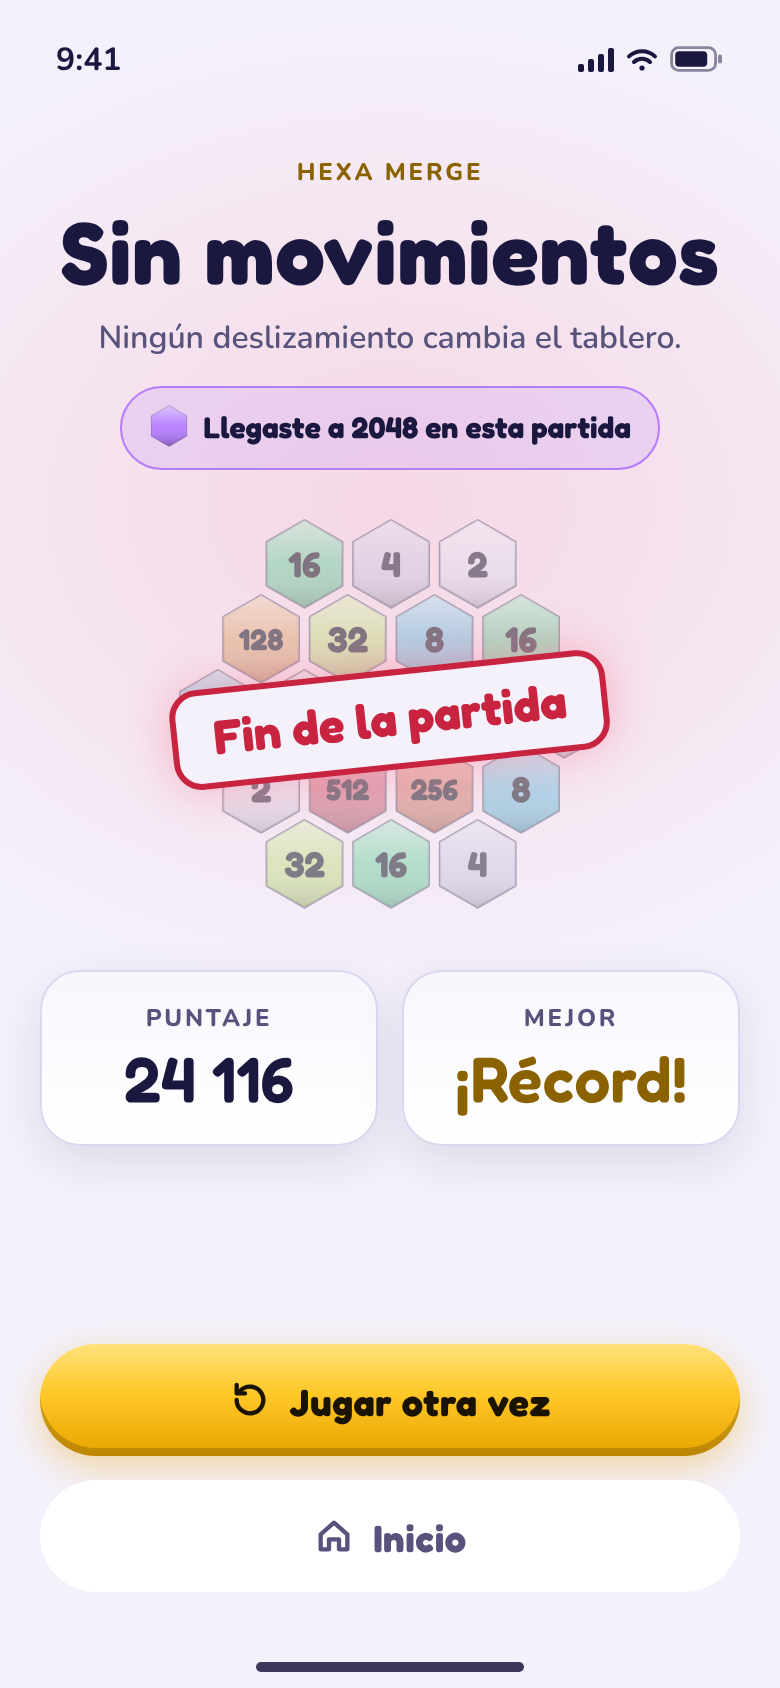 9:41
HEXA MERGE
Sin movimientos
Ningún deslizamiento cambia el tablero.
Llegaste a 2048 en esta partida
16 4 2
128 32 8 16
Fin de la partida
2 512 256 8
32 16 4
PUNTAJE
24 116
MEJOR
¡Récord!
Jugar otra vez
Inicio